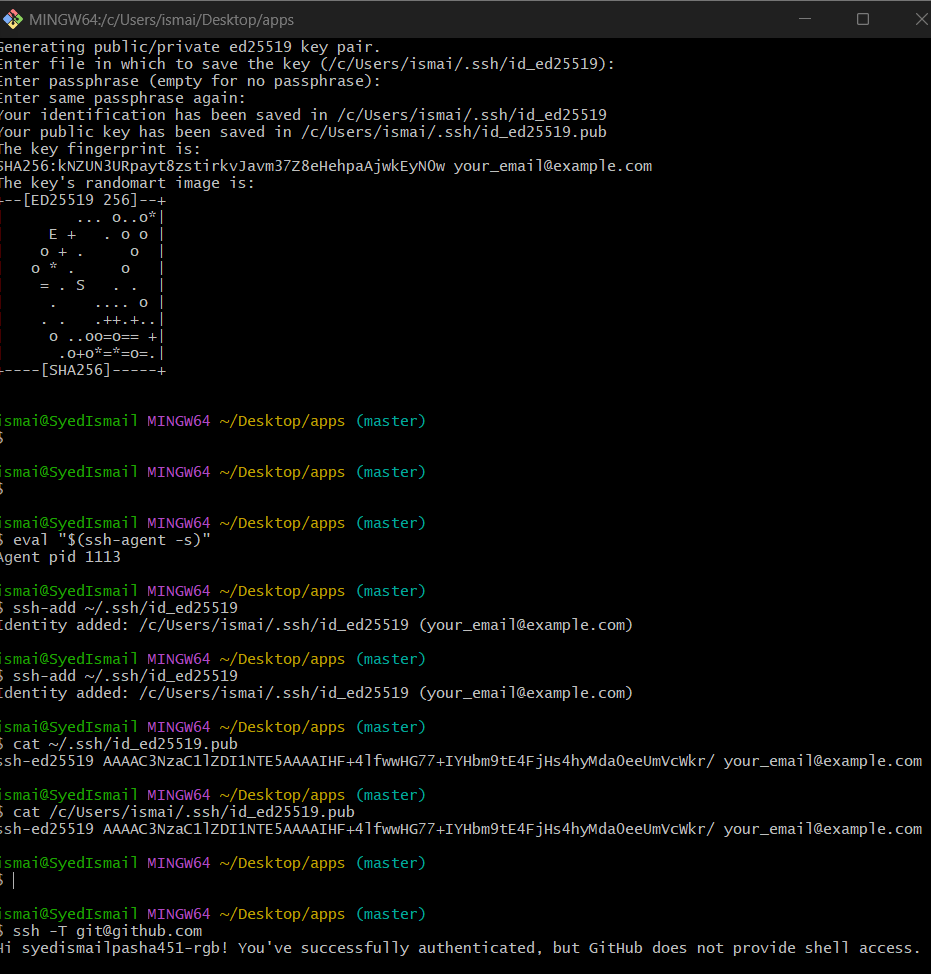 MINGW64:/c/Users/ismai/Desktop/apps
Generating public/private ed25519 key pair.
Enter file in which to save the key (/c/Users/ismai/.ssh/id_ed25519):
Enter passphrase (empty for no passphrase):
Enter same passphrase again:
Your identification has been saved in /c/Users/ismai/.ssh/id_ed25519
Your public key has been saved in /c/Users/ismai/.ssh/id_ed25519.pub
The key fingerprint is:
SHA256:kNZUN3URpayt8zstirkvJavm37Z8eHehpaAjwkEyN0w your_email@example.com
The key's randomart image is:
+--[ED25519 256]--+
|        ... o..o*|
|     E +   . o o |
|    o + .     o  |
|   o * .     o   |
|    = . S   . .  |
|     .    .... o |
|    . .   .++.+..|
|     o ..oo=o== +|
|      .o+o*=*=o=.|
+----[SHA256]-----+
ismai@SyedIsmail MINGW64 ~/Desktop/apps (master)
$
ismai@SyedIsmail MINGW64 ~/Desktop/apps (master)
$
ismai@SyedIsmail MINGW64 ~/Desktop/apps (master)
$ eval "$(ssh-agent -s)"
Agent pid 1113
ismai@SyedIsmail MINGW64 ~/Desktop/apps (master)
$ ssh-add ~/.ssh/id_ed25519
Identity added: /c/Users/ismai/.ssh/id_ed25519 (your_email@example.com)
ismai@SyedIsmail MINGW64 ~/Desktop/apps (master)
$ ssh-add ~/.ssh/id_ed25519
Identity added: /c/Users/ismai/.ssh/id_ed25519 (your_email@example.com)
ismai@SyedIsmail MINGW64 ~/Desktop/apps (master)
$ cat ~/.ssh/id_ed25519.pub
ssh-ed25519 AAAAC3NzaC1lZDI1NTE5AAAAIHF+4lfwwHG77+IYHbm9tE4FjHs4hyMdaOeeUmVcWkr/ your_email@example.com
ismai@SyedIsmail MINGW64 ~/Desktop/apps (master)
$ cat /c/Users/ismai/.ssh/id_ed25519.pub
ssh-ed25519 AAAAC3NzaC1lZDI1NTE5AAAAIHF+4lfwwHG77+IYHbm9tE4FjHs4hyMdaOeeUmVcWkr/ your_email@example.com
ismai@SyedIsmail MINGW64 ~/Desktop/apps (master)
$
ismai@SyedIsmail MINGW64 ~/Desktop/apps (master)
$ ssh -T git@github.com
Hi syedismailpasha451-rgb! You've successfully authenticated, but GitHub does not provide shell access.